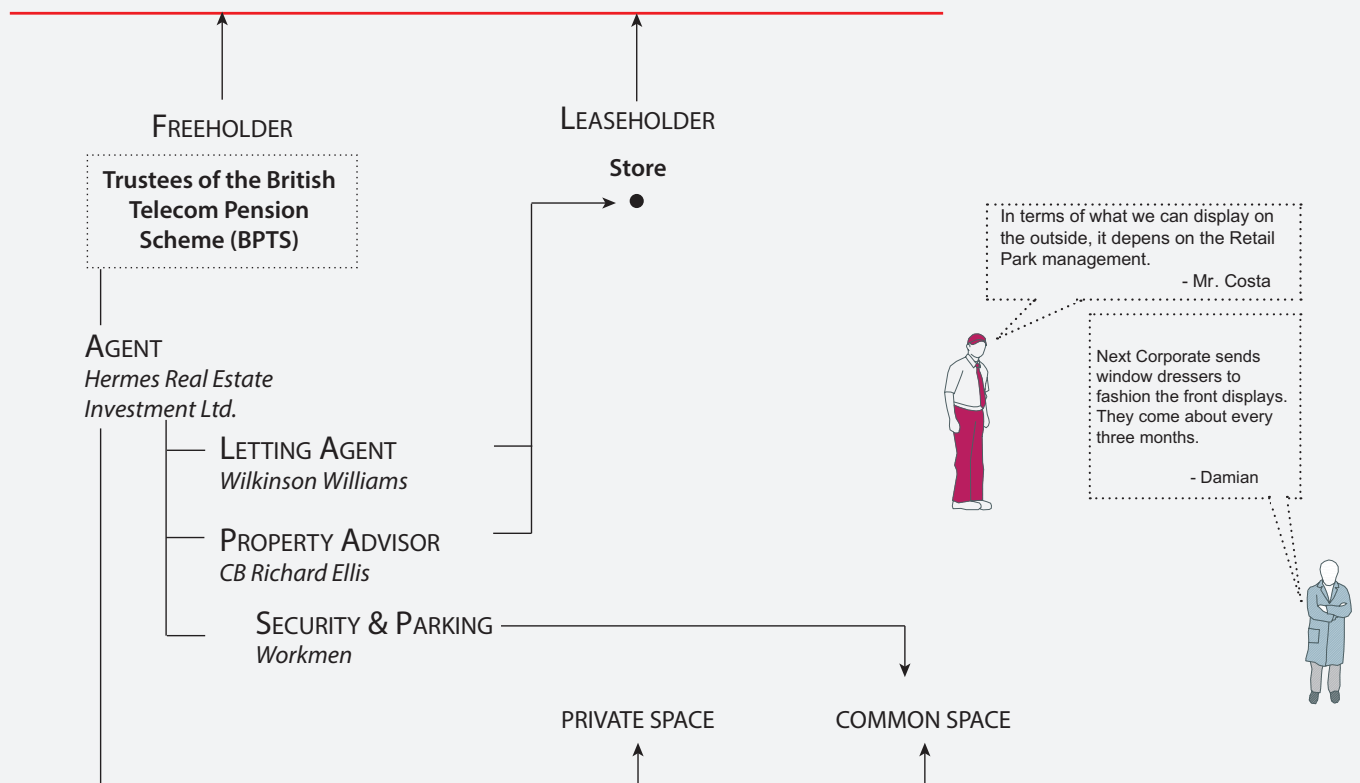 FREEHOLDER
Trustees of the British
Telecom Pension
Scheme (BPTS)
LEASEHOLDER
Store
AGENT
Hermes Real Estate
Investment Ltd.
LETTING AGENT
Wilkinson Williams
PROPERTY ADVISOR
CB Richard Ellis
SECURITY & PARKING
Workmen
In terms of what we can display on
the outside, it depens on the Retail
Park management.
- Mr. Costa
Next Corporate sends
window dressers to
fashion the front displays.
They come about every
three months.
- Damian
PRIVATE SPACE
COMMON SPACE